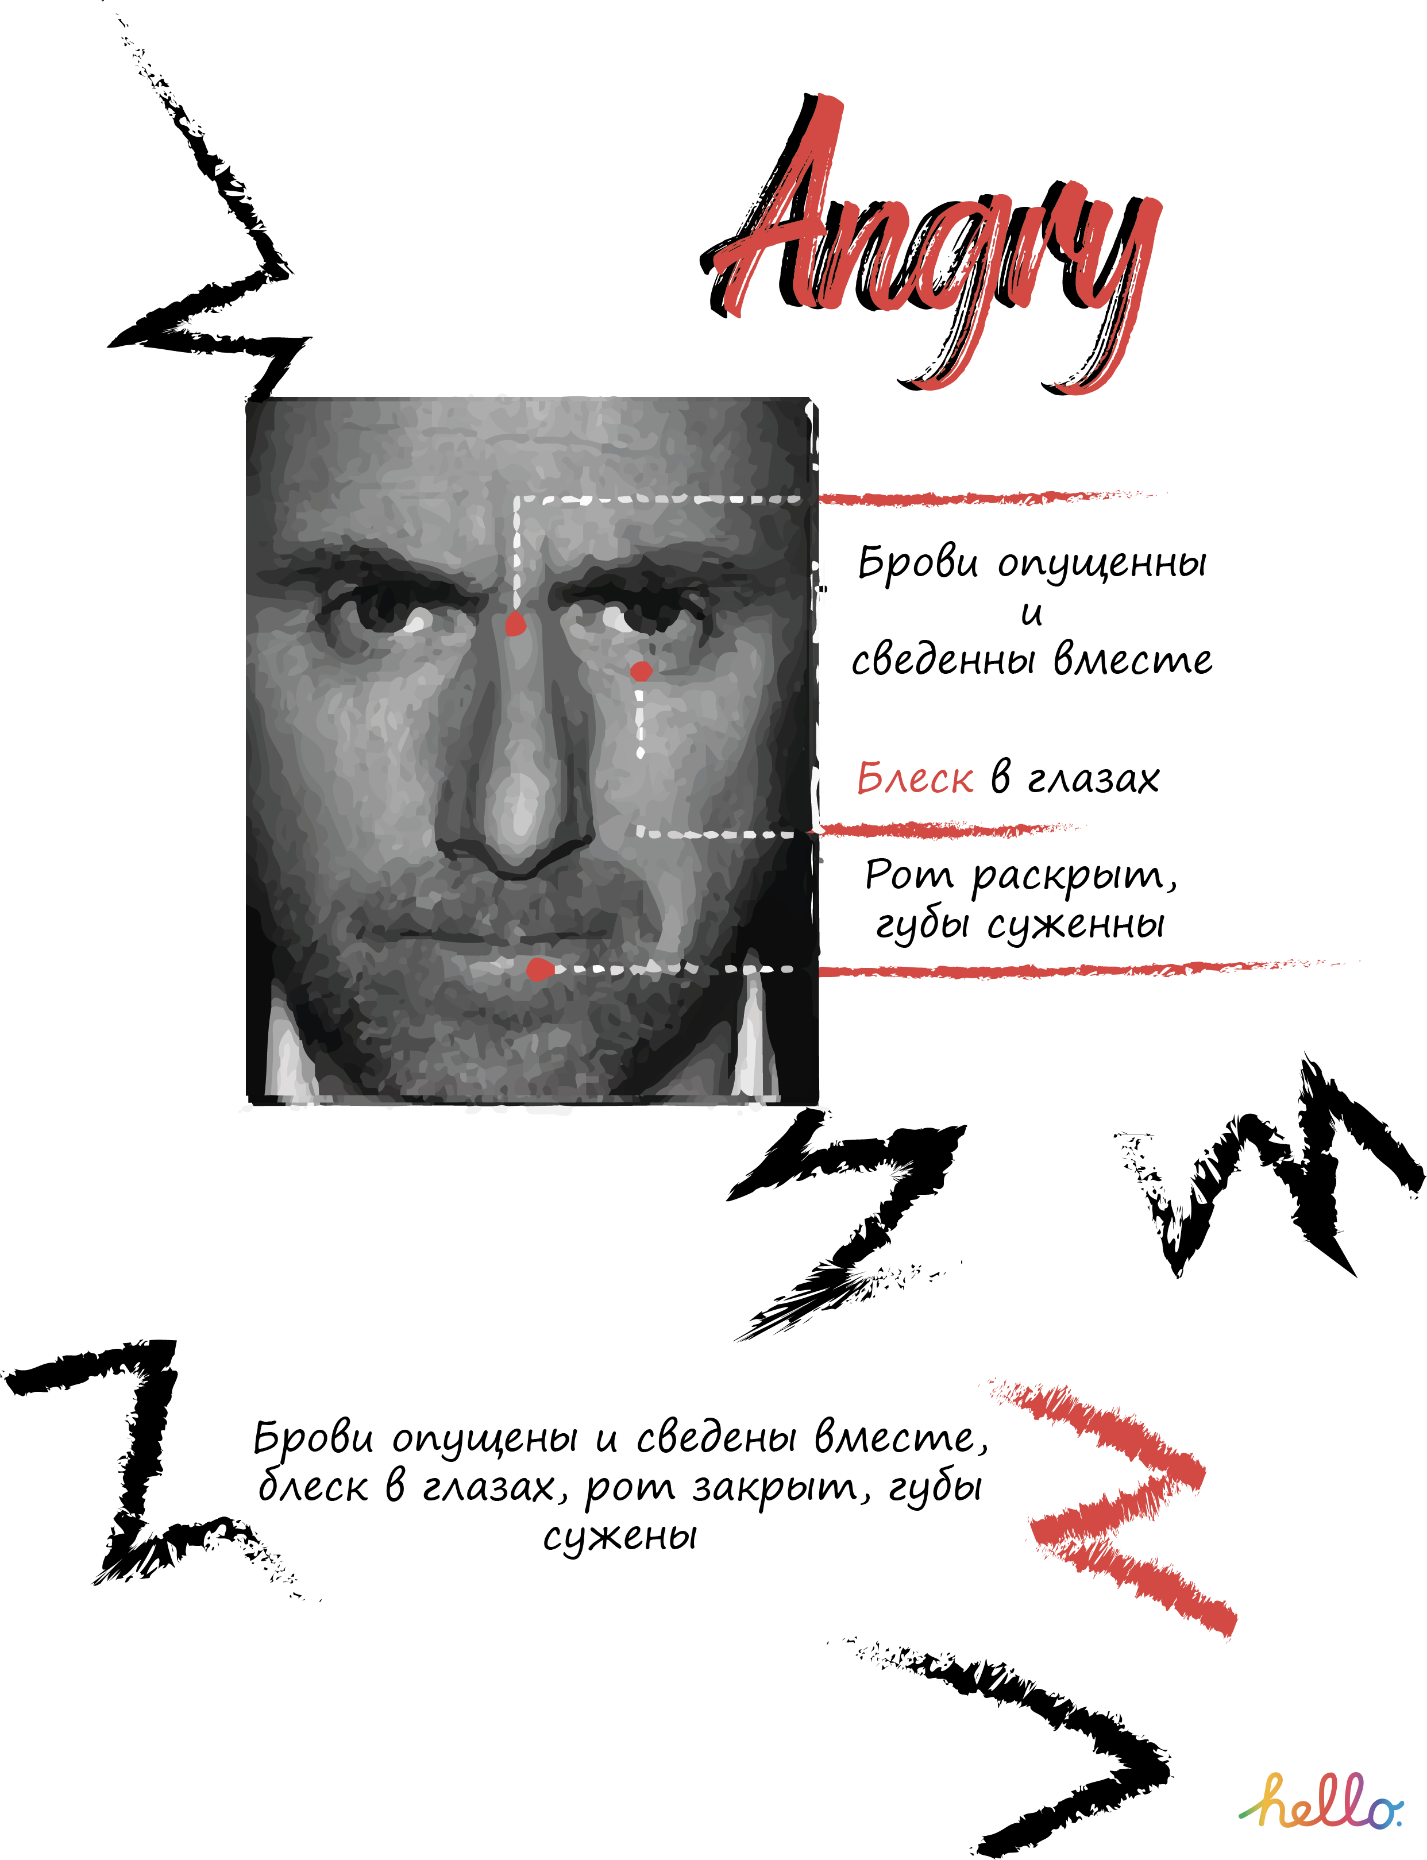 Angry
Брови опущенны
и
сведенны вместе
Блеск в глазах
Рот раскрыт,
губы суженны
Брови опущены и сведены вместе,
блеск в глазах, рот закрыт, губы
сужены
hello.